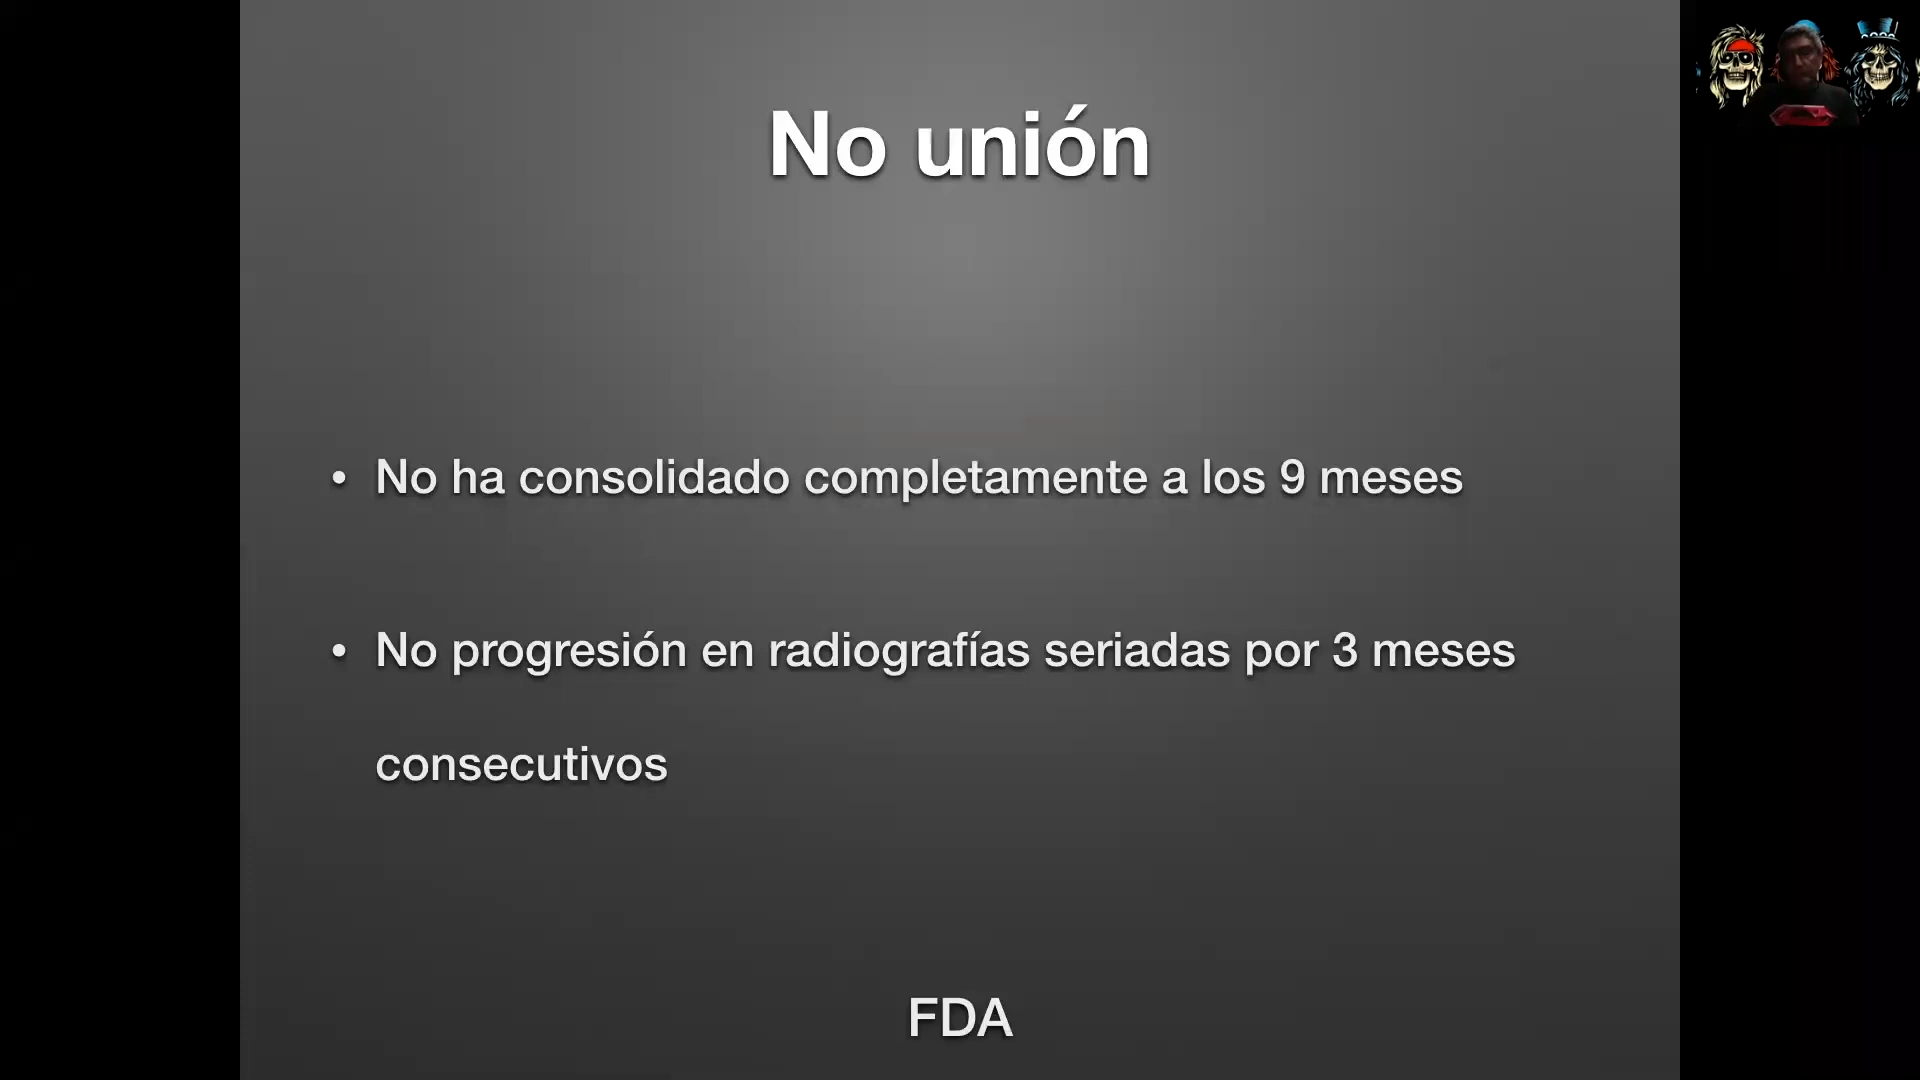 No unión
• No ha consolidado completamente a los 9 meses
• No progresión en radiografías seriadas por 3 meses
consecutivos
FDA